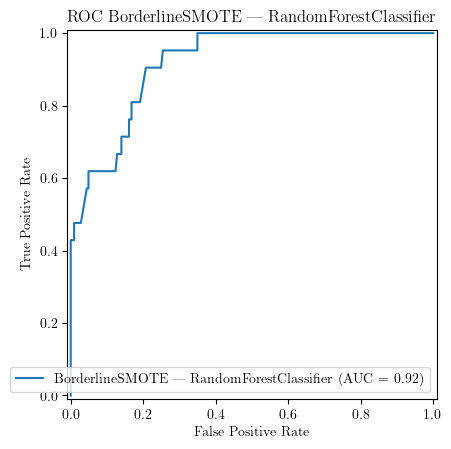 ROC BorderlineSMOTE — RandomForestClassifier
1.0
0.8
0.6
0.4
0.2
0.0
True Positive Rate
BorderlineSMOTE — RandomForestClassifier (AUC = 0.92)
0.0 0.2 0.4 0.6 0.8 1.0
False Positive Rate